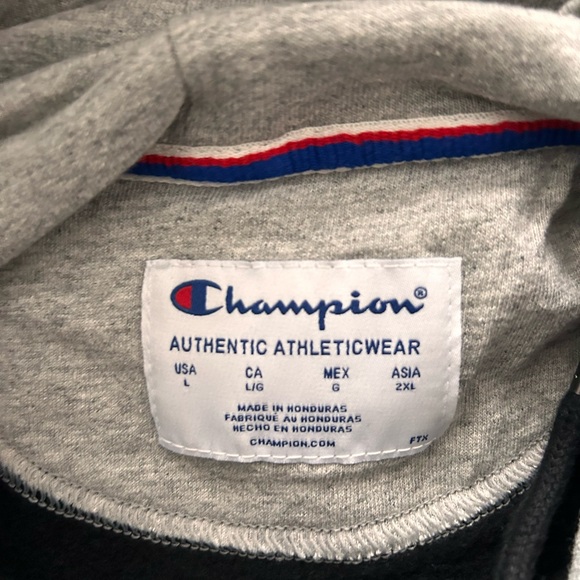 Champion®
AUTHENTIC ATHLETICWEAR
USA CA MEX ASIA
L L/G G 2XL
MADE IN HONDURAS
FABRIQUÉ AU HONDURAS
HECHO EN HONDURAS
CHAMPION.COM FTX